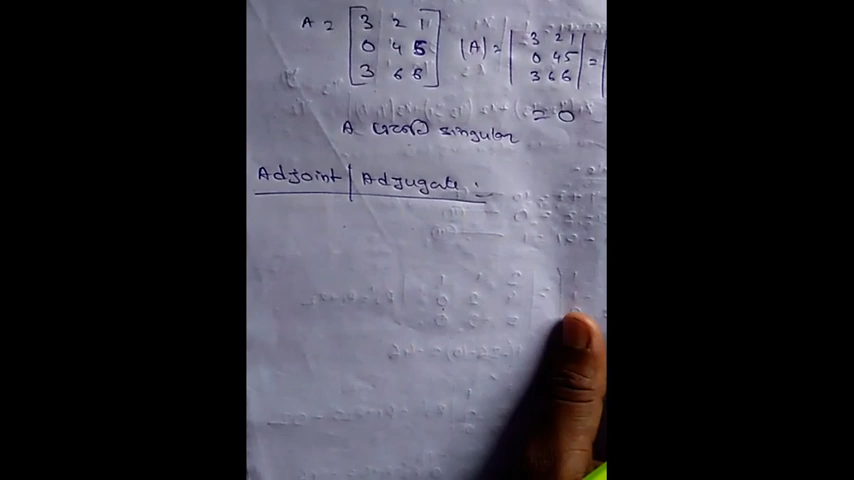 A = [3 2 1
0 4 5
3 6 6] |A| = |3 2 1
0 4 5
3 6 6| =
= 0
A singular
Adjoint | Adjugate :-